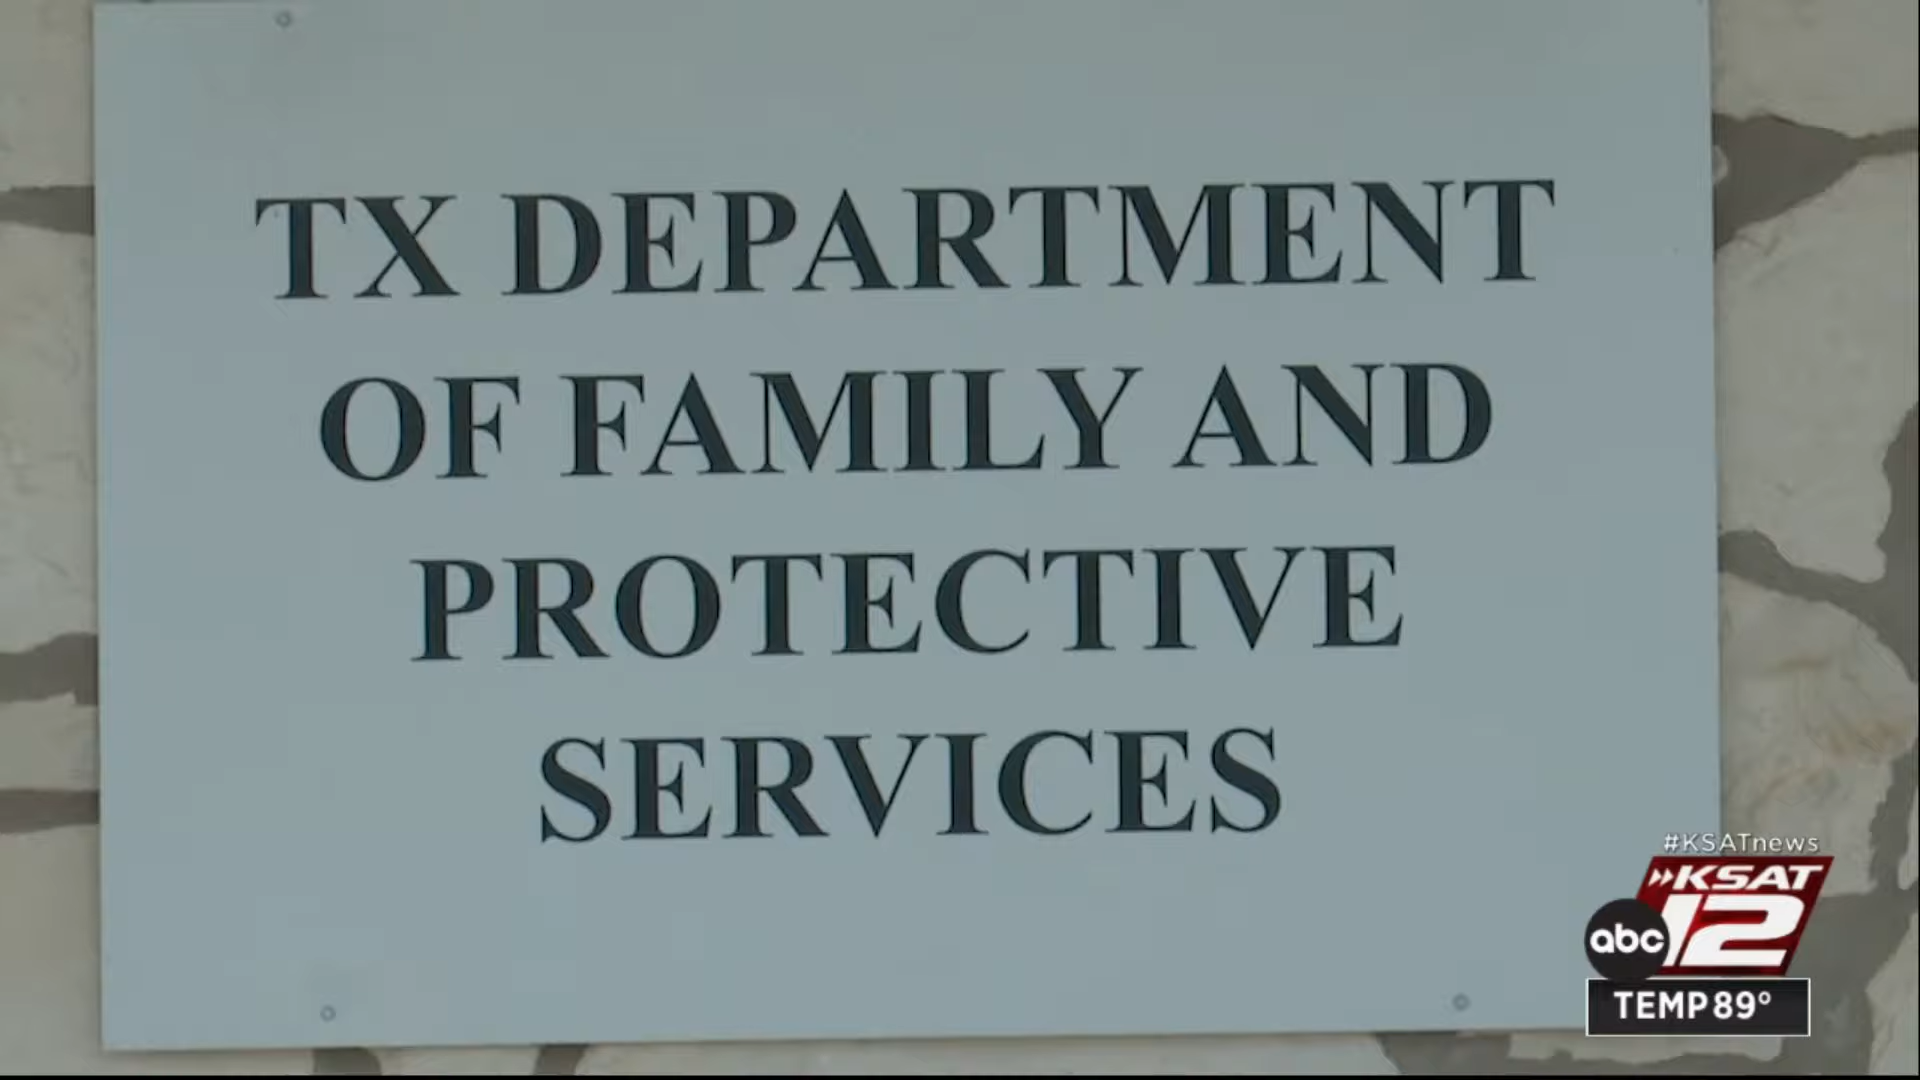 TX DEPARTMENT
OF FAMILY AND
PROTECTIVE
SERVICES
#KSATnews
KSAT
12
abc
TEMP 89°